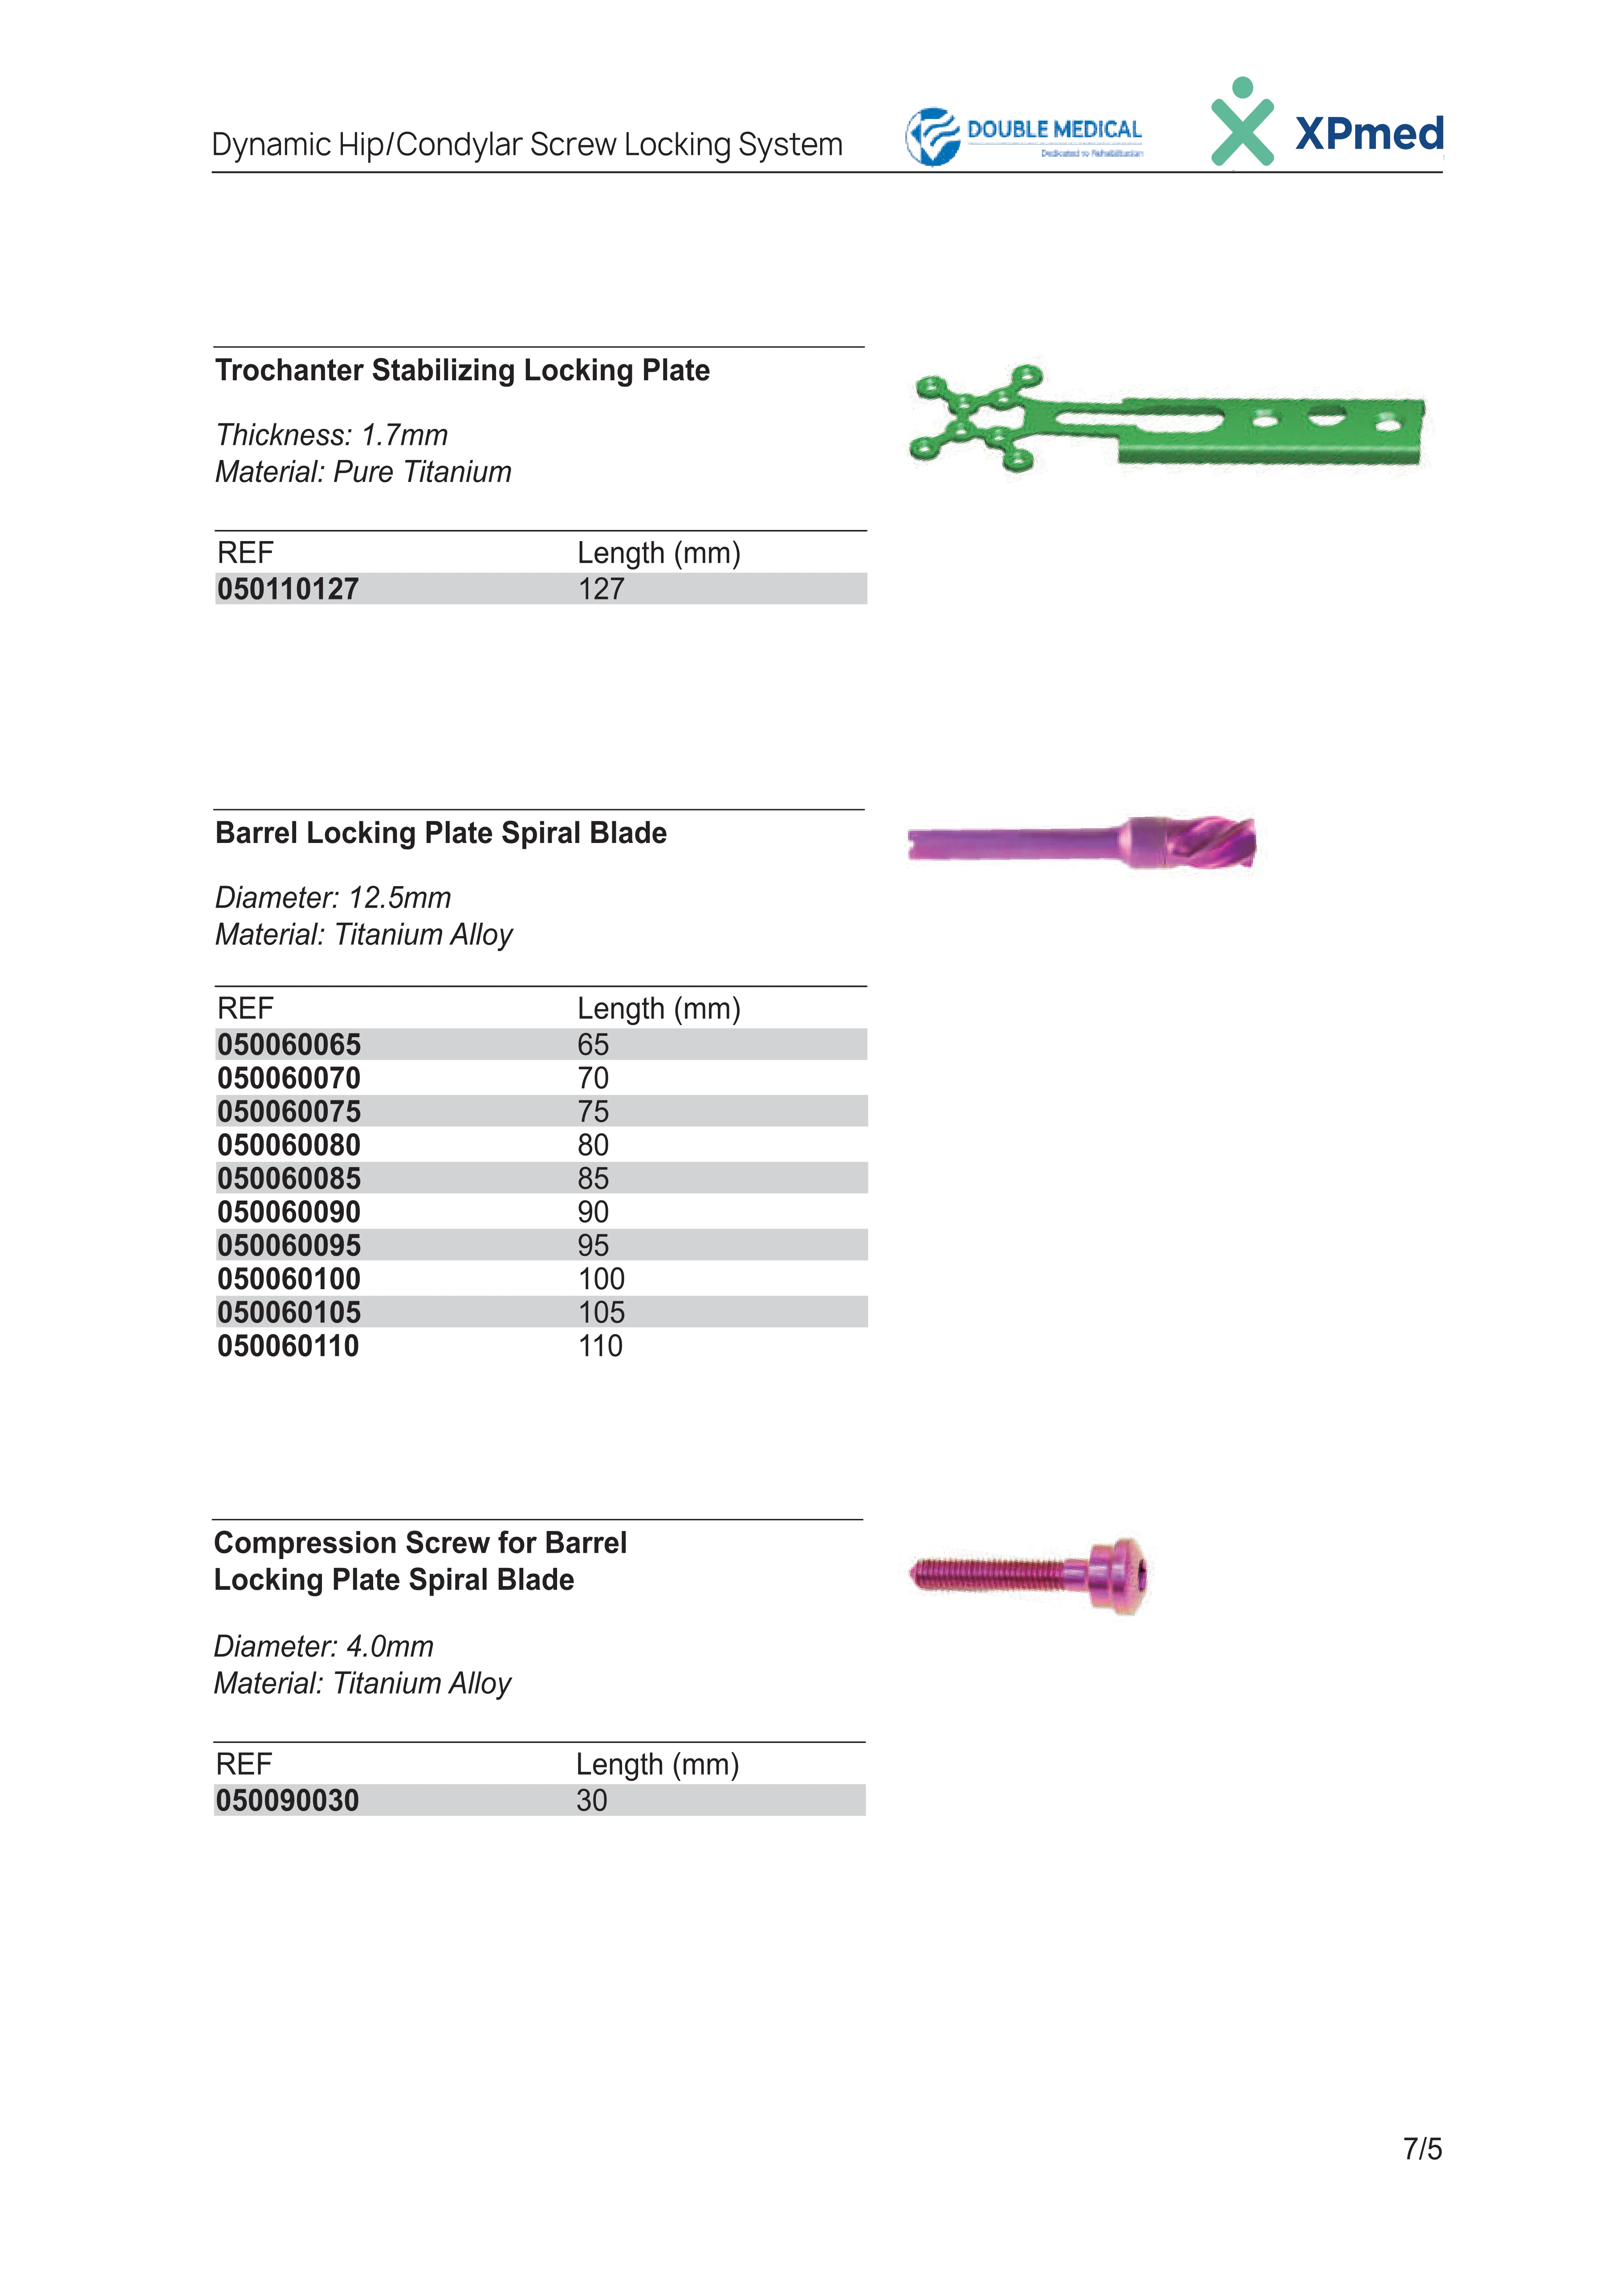 Dynamic Hip/Condylar Screw Locking System
DOUBLE MEDICAL
Dedicated to Rehabilitation
XPmed
Trochanter Stabilizing Locking Plate
Thickness: 1.7mm
Material: Pure Titanium
REF Length (mm)
050110127 127
Barrel Locking Plate Spiral Blade
Diameter: 12.5mm
Material: Titanium Alloy
REF Length (mm)
050060065 65
050060070 70
050060075 75
050060080 80
050060085 85
050060090 90
050060095 95
050060100 100
050060105 105
050060110 110
Compression Screw for Barrel
Locking Plate Spiral Blade
Diameter: 4.0mm
Material: Titanium Alloy
REF Length (mm)
050090030 30
7/5